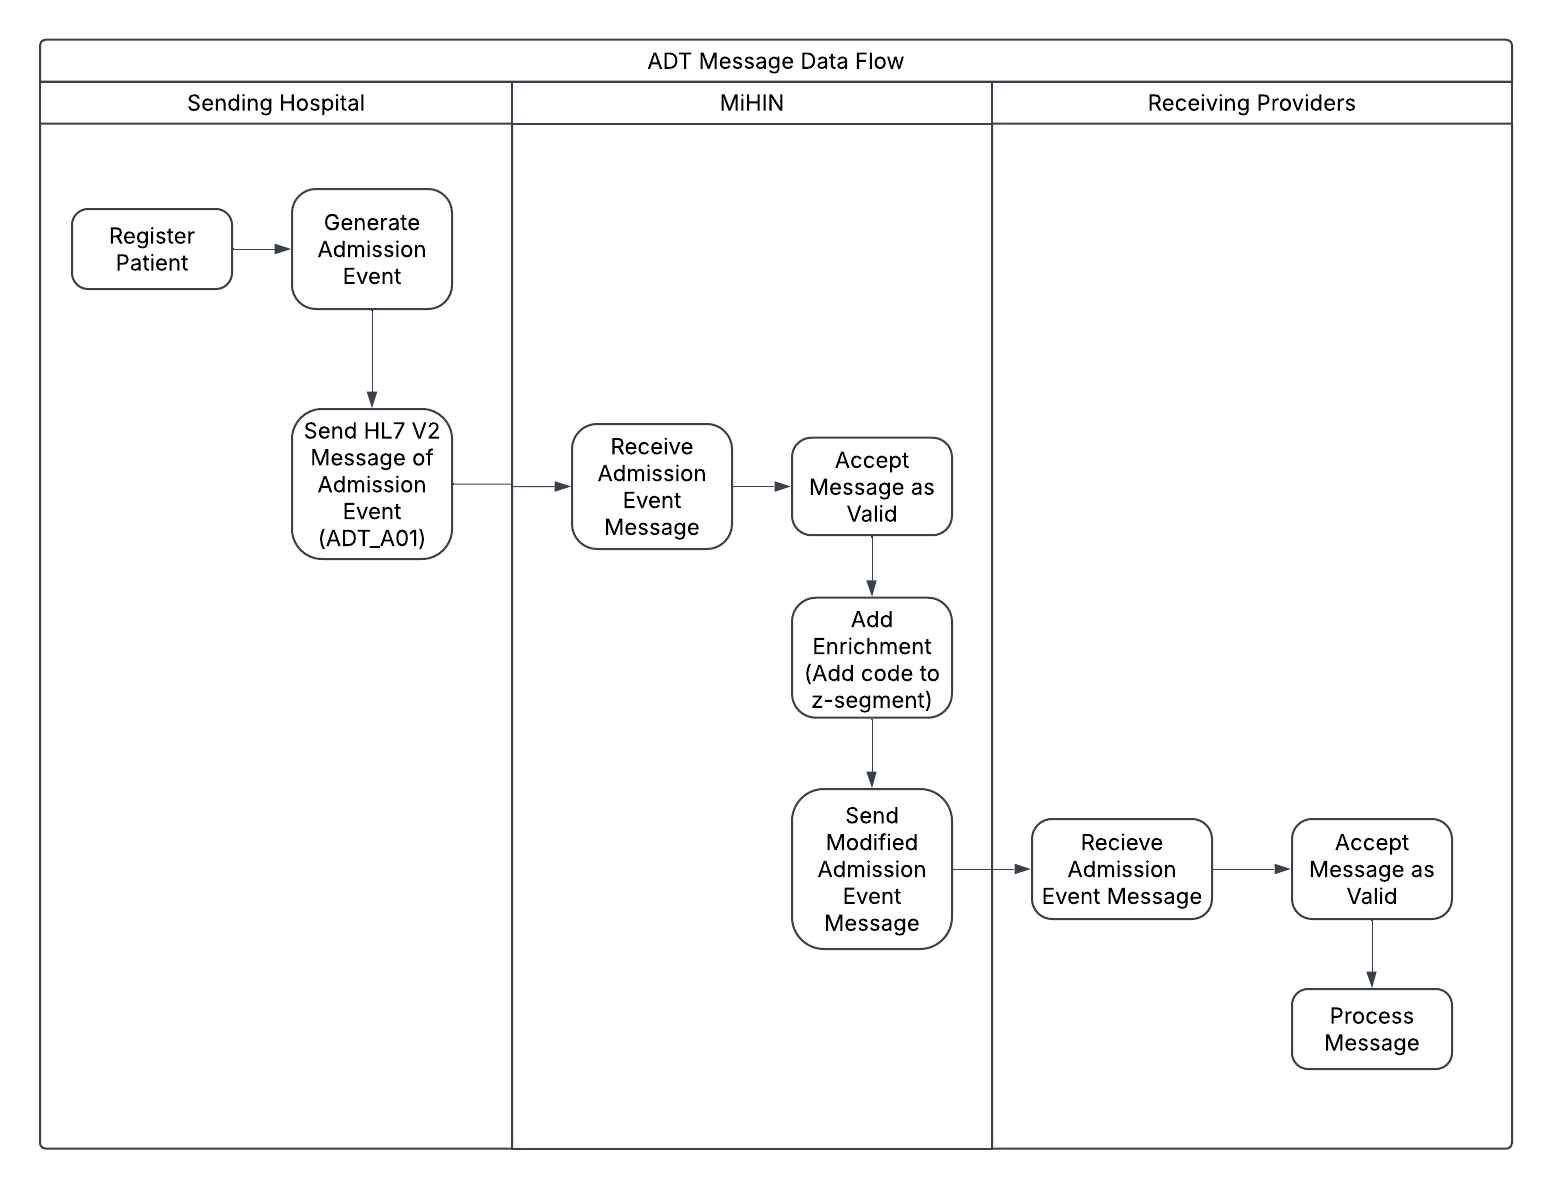 ADT Message Data Flow
Sending Hospital
MiHIN
Receiving Providers
Register
Patient
Generate
Admission
Event
Send HL7 V2
Message of
Admission
Event
(ADT_A01)
Receive
Admission
Event
Message
Accept
Message as
Valid
Add
Enrichment
(Add code to
z-segment)
Send
Modified
Admission
Event
Message
Recieve
Admission
Event Message
Accept
Message as
Valid
Process
Message